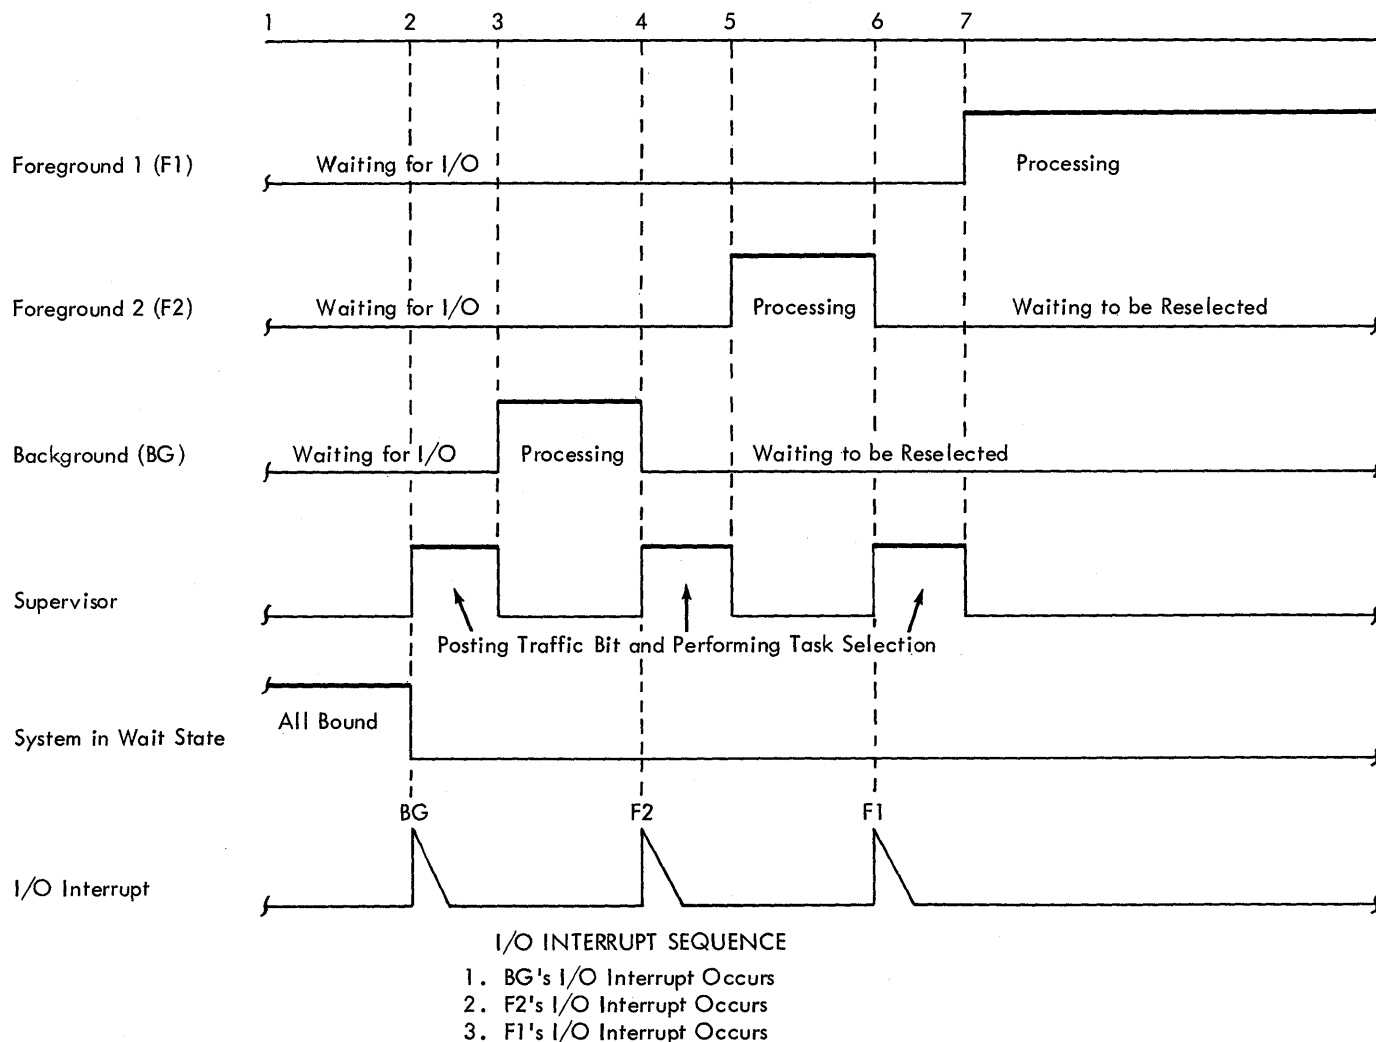 1 2 3 4 5 6 7
Foreground 1 (F1) Waiting for I/O Processing
Foreground 2 (F2) Waiting for I/O Processing Waiting to be Reselected
Background (BG) Waiting for I/O Processing Waiting to be Reselected
Supervisor
Posting Traffic Bit and Performing Task Selection
All Bound
System in Wait State
BG F2 F1
I/O Interrupt
I/O INTERRUPT SEQUENCE
1. BG's I/O Interrupt Occurs
2. F2's I/O Interrupt Occurs
3. F1's I/O Interrupt Occurs